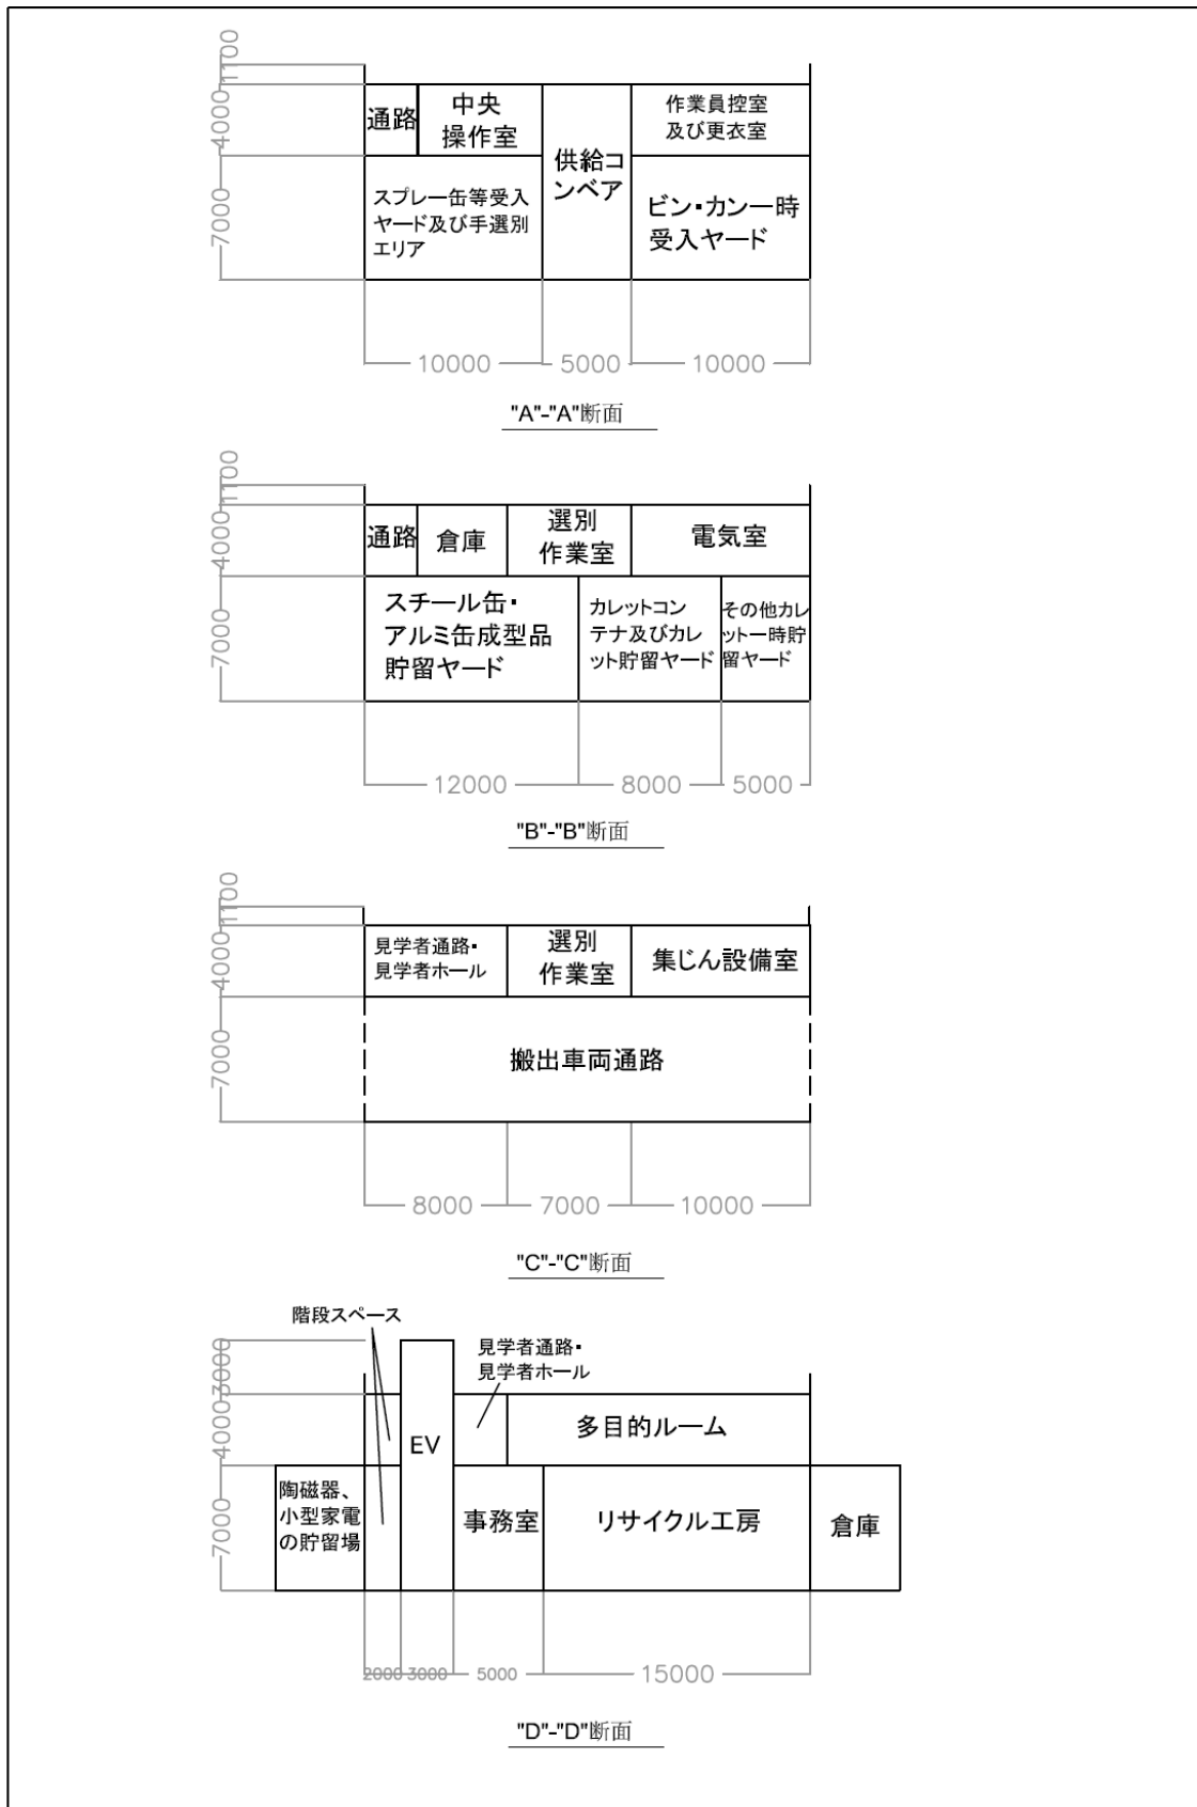 1100
4000
7000
通路
中央
操作室
供給コ
ンベア
作業員控室
及び更衣室
スプレー缶等受入
ヤード及び手選別
エリア
ビン・カン一時
受入ヤード
10000
5000
10000
"A"-"A"断面
1100
4000
7000
通路
倉庫
選別
作業室
電気室
スチール缶・
アルミ缶成型品
貯留ヤード
カレットコン
テナ及びカレ
ット貯留ヤード
その他カレ
ット一時貯
留ヤード
12000
8000
5000
"B"-"B"断面
1100
4000
7000
見学者通路・
見学者ホール
選別
作業室
集じん設備室
搬出車両通路
8000
7000
10000
"C"-"C"断面
階段スペース
見学者通路・
見学者ホール
3000
4000
7000
EV
多目的ルーム
陶磁器、
小型家電
の貯留場
事務室
リサイクル工房
倉庫
2000
3000
5000
15000
"D"-"D"断面